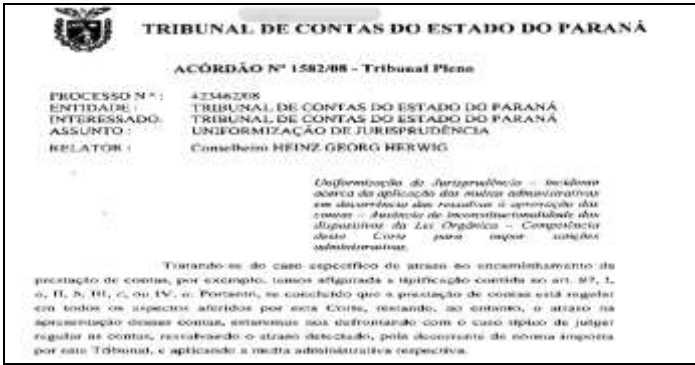 TRIBUNAL DE CONTAS DO ESTADO DO PARANÁ
ACÓRDÃO Nº 1582/08 - Tribunal Pleno
PROCESSO Nº : 423462/08
ENTIDADE : TRIBUNAL DE CONTAS DO ESTADO DO PARANÁ
INTERESSADO: TRIBUNAL DE CONTAS DO ESTADO DO PARANÁ
ASSUNTO : UNIFORMIZAÇÃO DE JURISPRUDÊNCIA
RELATOR : Conselheiro HEINZ GEORG HERWIG
Uniformização de Jurisprudência – Incidente
acerca da aplicação das multas administrativas
em decorrência das ressalvas à aprovação das
contas – Ausência de inconstitucionalidade dos
dispositivos da Lei Orgânica – Competência
desta Corte para impor sanções
administrativas.
Tratando-se do caso específico de atraso no encaminhamento da
prestação de contas, por exemplo, temos afigurada a tipificação contida no art. 87, I,
a, II, b, III, c, ou IV, a. Portanto, se concluído que a prestação de contas está regular
em todos os aspectos aferidos por esta Corte, restando, no entanto, o atraso na
apresentação dessas contas, estaremos nos defrontando com o caso típico de julgar
regular as contas, ressalvando o atraso detectado, pois decorrente de norma imposta
por este Tribunal, e aplicando a multa administrativa respectiva.